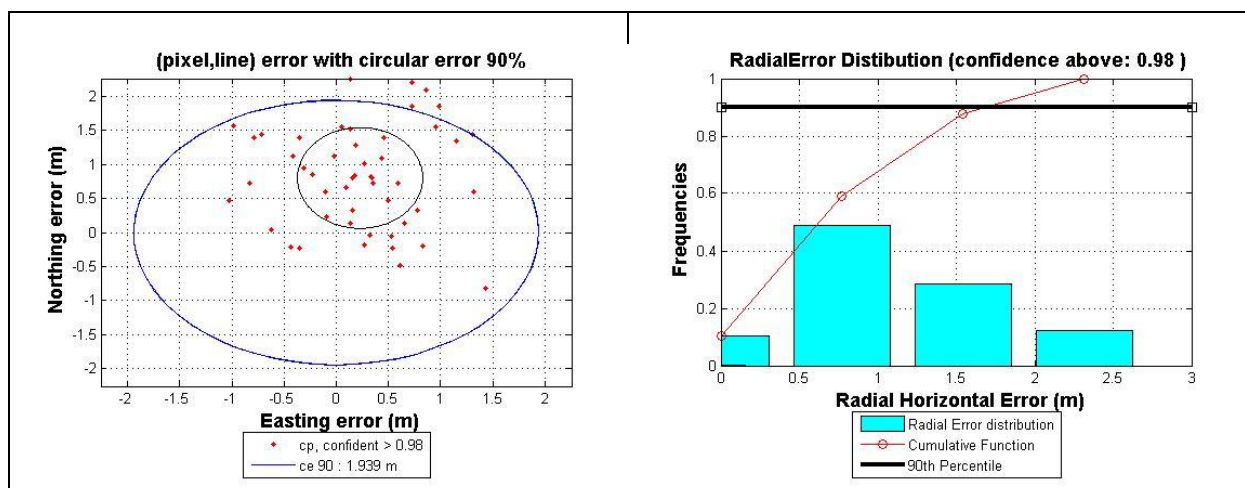 (pixel,line) error with circular error 90%
Northing error (m)
2
1.5
1
0.5
0
-0.5
-1
-1.5
-2
-2 -1.5 -1 -0.5 0 0.5 1 1.5 2
Easting error (m)
cp, confident > 0.98
ce 90 : 1.939 m
RadialError Distibution (confidence above: 0.98 )
Frequencies
1
0.8
0.6
0.4
0.2
0
0 0.5 1 1.5 2 2.5 3
Radial Horizontal Error (m)
Radial Error distribution
Cumulative Function
90th Percentile